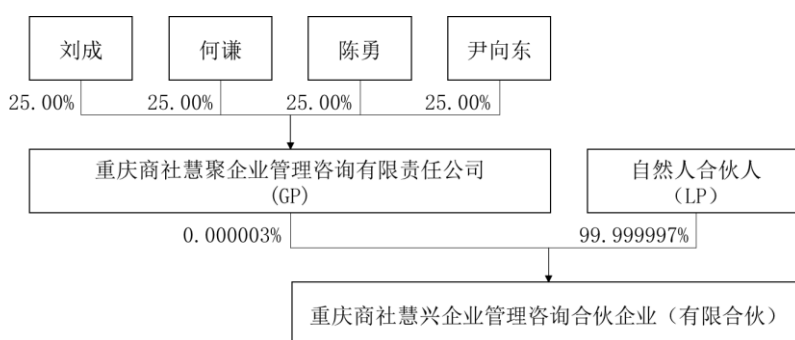 刘成
何谦
陈勇
尹向东
25.00%
25.00%
25.00%
25.00%
重庆商社慧聚企业管理咨询有限责任公司
(GP)
自然人合伙人
（LP）
0.000003%
99.999997%
重庆商社慧兴企业管理咨询合伙企业（有限合伙）